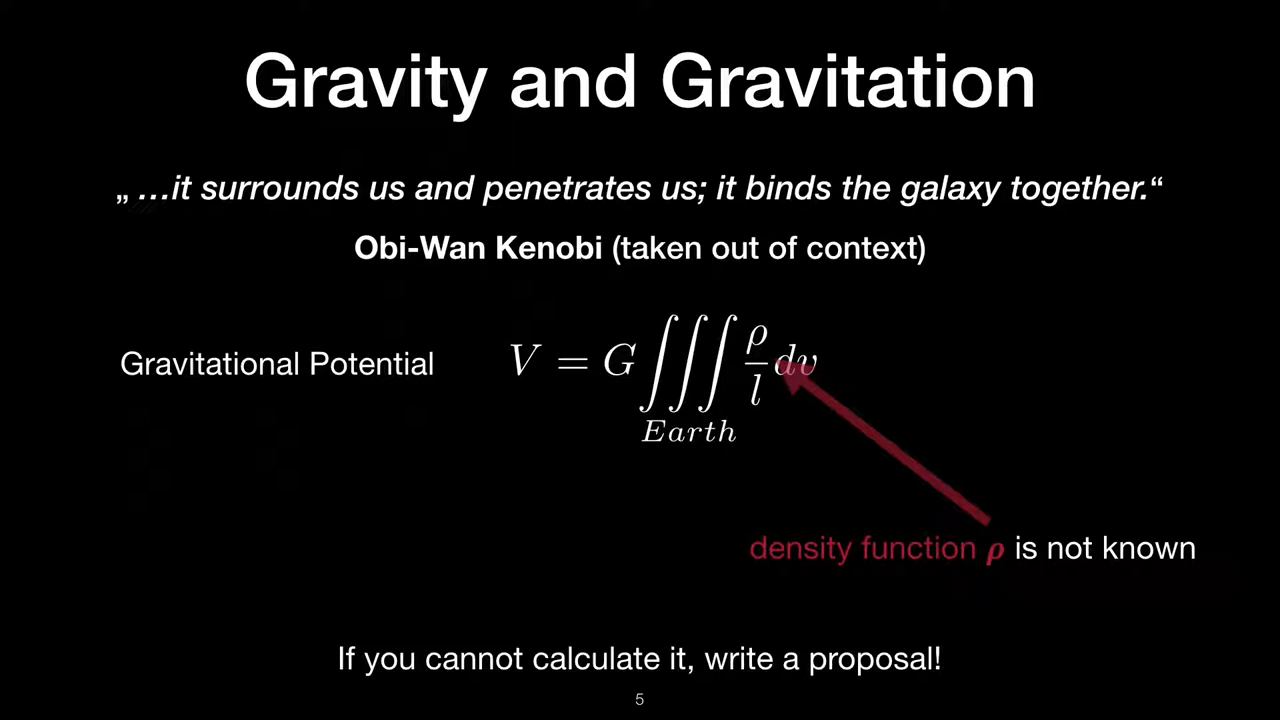 Gravity and Gravitation
„ …it surrounds us and penetrates us; it binds the galaxy together.“
Obi-Wan Kenobi (taken out of context)
Gravitational Potential V = G ∭_{Earth} \frac{ρ}{l} dv
density function ρ is not known
If you cannot calculate it, write a proposal!
5